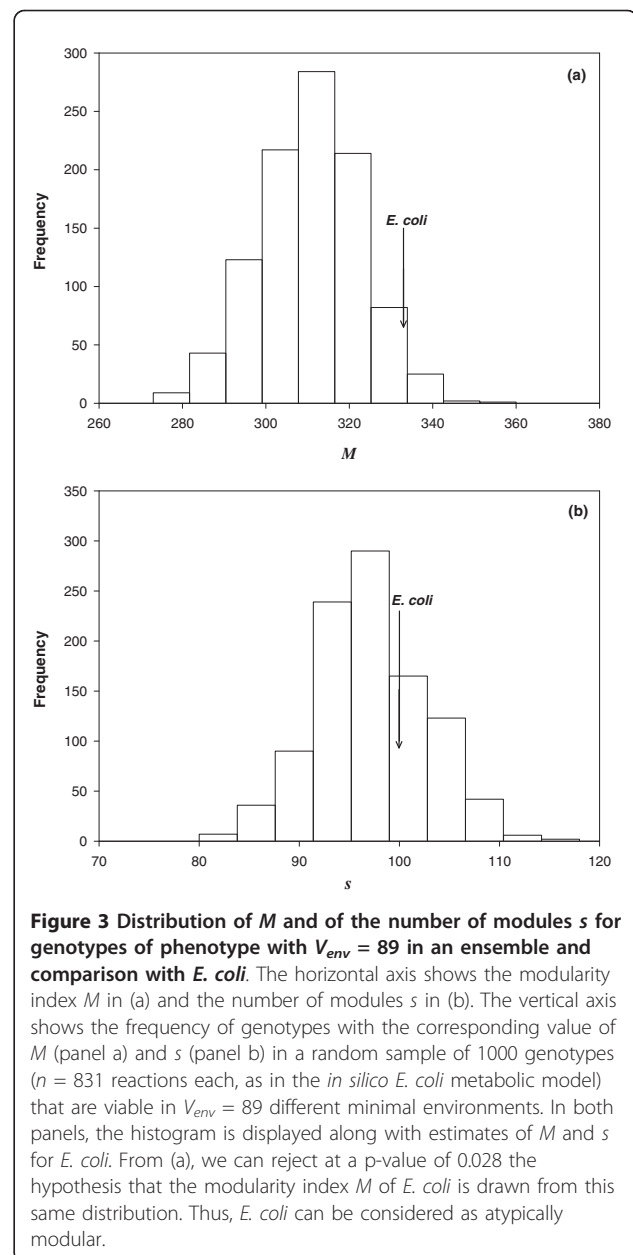 300
(a)
250
200
E. coli
150
100
50
0
Frequency
260 280 300 320 340 360 380
M
350
(b)
300
E. coli
250
200
150
100
50
0
Frequency
70 80 90 100 110 120
s
Figure 3 Distribution of M and of the number of modules s for
genotypes of phenotype with Venv = 89 in an ensemble and
comparison with E. coli. The horizontal axis shows the modularity
index M in (a) and the number of modules s in (b). The vertical axis
shows the frequency of genotypes with the corresponding value of
M (panel a) and s (panel b) in a random sample of 1000 genotypes
(n = 831 reactions each, as in the in silico E. coli metabolic model)
that are viable in Venv = 89 different minimal environments. In both
panels, the histogram is displayed along with estimates of M and s
for E. coli. From (a), we can reject at a p-value of 0.028 the
hypothesis that the modularity index M of E. coli is drawn from this
same distribution. Thus, E. coli can be considered as atypically
modular.